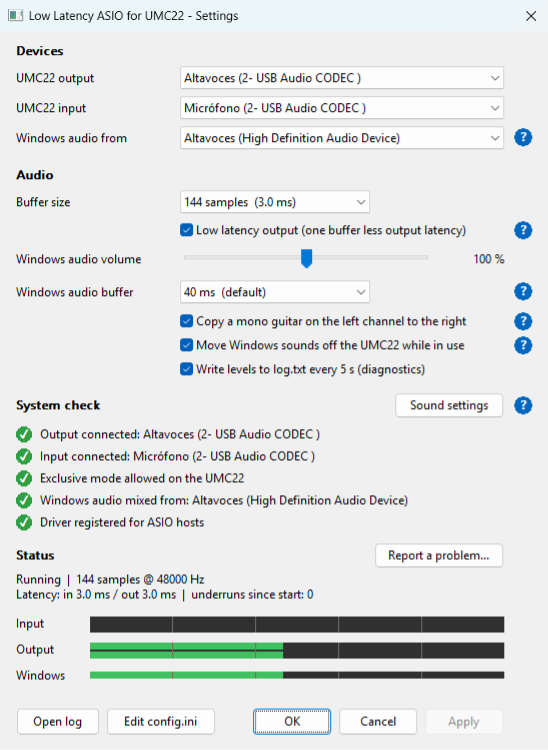 Low Latency ASIO for UMC22 - Settings
Devices
UMC22 output Altavoces (2- USB Audio CODEC )
UMC22 input Micrófono (2- USB Audio CODEC )
Windows audio from Altavoces (High Definition Audio Device) ?
Audio
Buffer size 144 samples (3.0 ms)
Low latency output (one buffer less output latency) ?
Windows audio volume 100 %
Windows audio buffer 40 ms (default) ?
Copy a mono guitar on the left channel to the right ?
Move Windows sounds off the UMC22 while in use ?
Write levels to log.txt every 5 s (diagnostics)
System check Sound settings ?
Output connected: Altavoces (2- USB Audio CODEC )
Input connected: Micrófono (2- USB Audio CODEC )
Exclusive mode allowed on the UMC22
Windows audio mixed from: Altavoces (High Definition Audio Device)
Driver registered for ASIO hosts
Status Report a problem...
Running | 144 samples @ 48000 Hz
Latency: in 3.0 ms / out 3.0 ms | underruns since start: 0
Input
Output
Windows
Open log Edit config.ini OK Cancel Apply